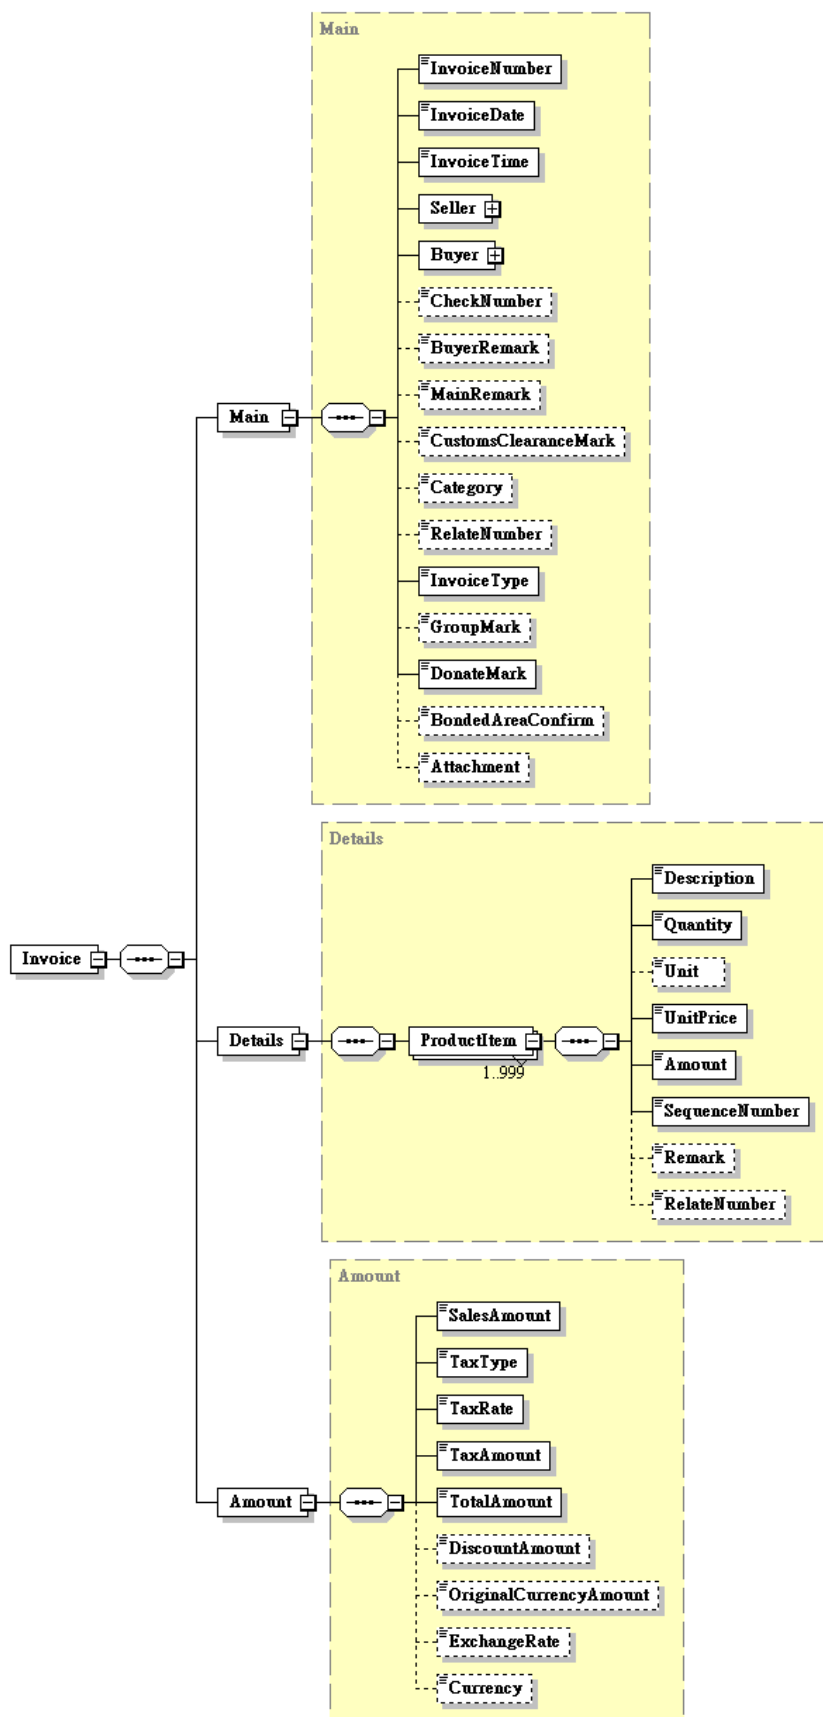 Main
InvoiceNumber
InvoiceDate
InvoiceTime
Seller
Buyer
CheckNumber
BuyerRemark
Main
MainRemark
CustomsClearanceMark
Category
RelateNumber
InvoiceType
GroupMark
DonateMark
BondedAreaConfirm
Attachment
Details
Description
Quantity
Invoice
Unit
UnitPrice
Details
ProductItem
1..999
Amount
SequenceNumber
Remark
RelateNumber
Amount
SalesAmount
TaxType
TaxRate
TaxAmount
Amount
TotalAmount
DiscountAmount
OriginalCurrencyAmount
ExchangeRate
Currency